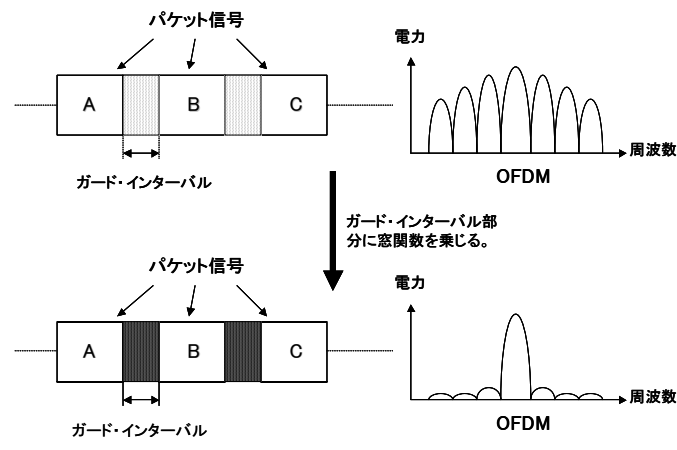 パケット信号
A
B
C
ガード・インターバル
電力
周波数
OFDM
ガード・インターバル部
分に窓関数を乗じる。
パケット信号
A
B
C
ガード・インターバル
電力
周波数
OFDM